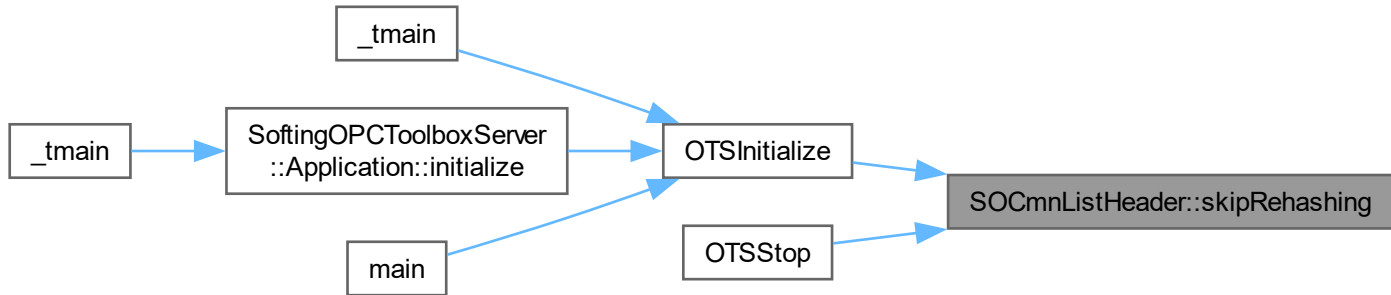 _tmain
_tmain
SoftingOPCToolboxServer
::Application::initialize
OTSInitialize
main
OTSStop
SOCmnListHeader::skipRehashing